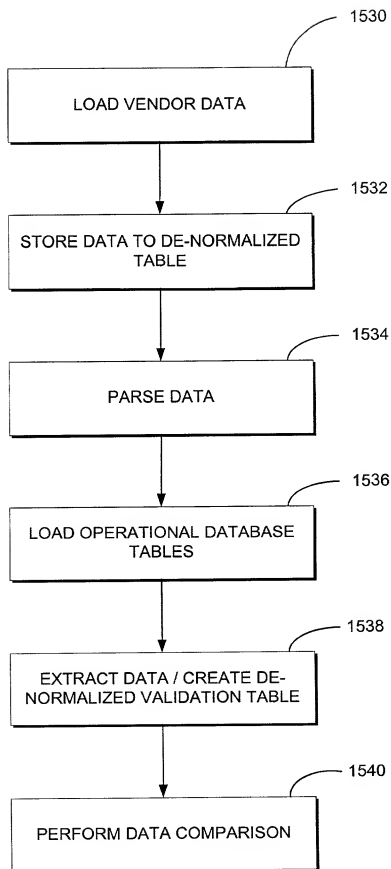 1530
LOAD VENDOR DATA
1532
STORE DATA TO DE-NORMALIZED
TABLE
1534
PARSE DATA
1536
LOAD OPERATIONAL DATABASE
TABLES
1538
EXTRACT DATA / CREATE DE-
NORMALIZED VALIDATION TABLE
1540
PERFORM DATA COMPARISON